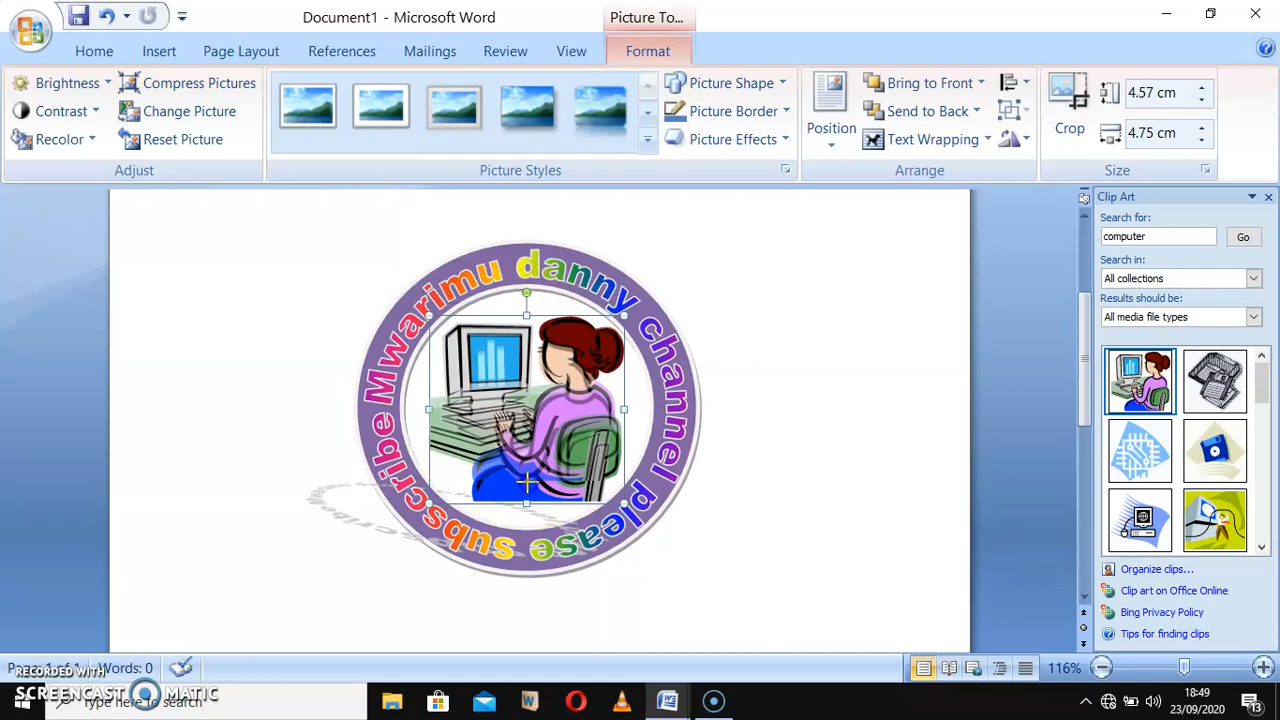 Document1 - Microsoft Word
Picture To...
Home Insert Page Layout References Mailings Review View Format
Brightness Compress Pictures Picture Shape Bring to Front 4.57 cm
Contrast Change Picture Picture Border Send to Back Position Crop
Recolor Reset Picture Picture Effects Text Wrapping 4.75 cm
Adjust Picture Styles Arrange Size
Clip Art
Search for:
computer Go
Search in:
All collections
Results should be:
All media file types
Mwarimu danny channel please subscribe
Organize clips...
Clip art on Office Online
Bing Privacy Policy
Tips for finding clips
Words: 0
116%
RECORDED WITH
SCREENCAST MATIC
Type here to search
18:49
23/09/2020
13